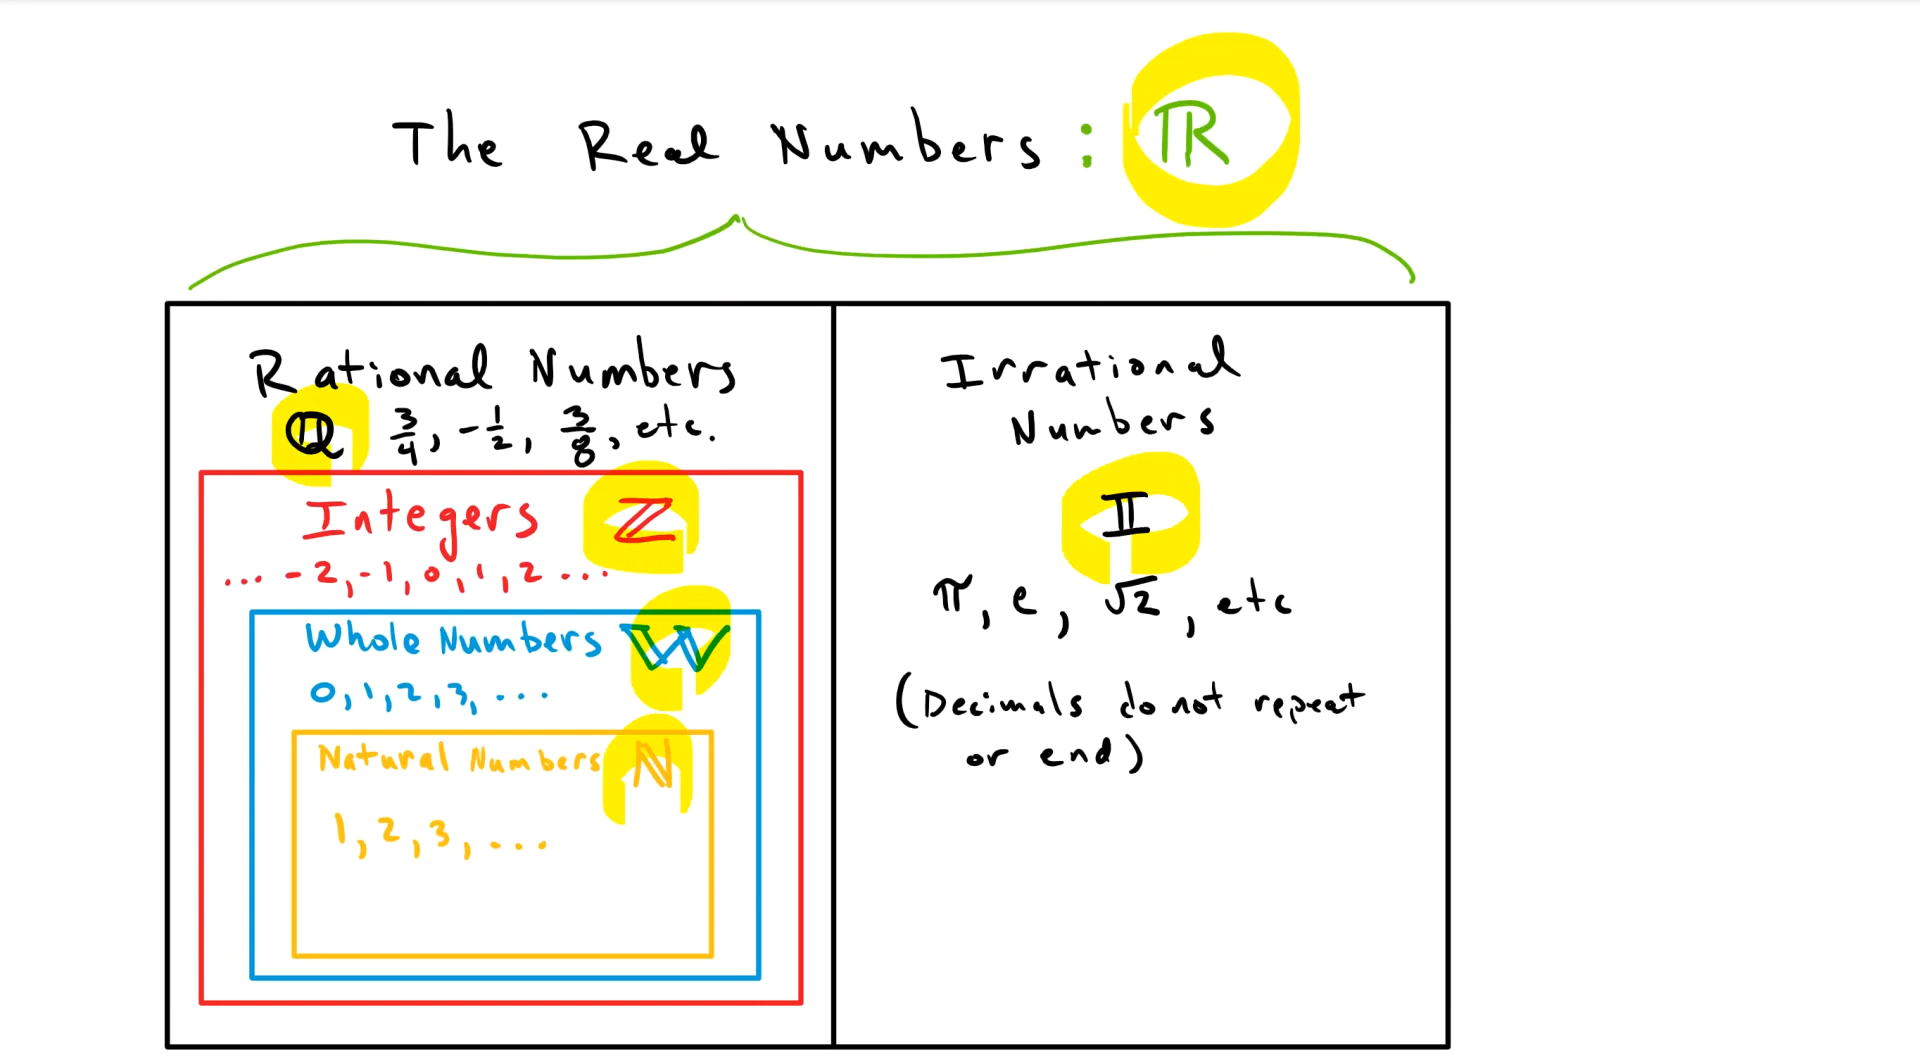 The Real Numbers : ℝ
Rational Numbers
ℚ 3/4, -1/2, 3/8, etc.
Integers ℤ
... -2, -1, 0, 1, 2 ...
Whole Numbers 𝕎
0, 1, 2, 3, ...
Natural Numbers ℕ
1, 2, 3, ...
Irrational
Numbers
𝕀
π, e, √2, etc
(Decimals do not repeat
or end)